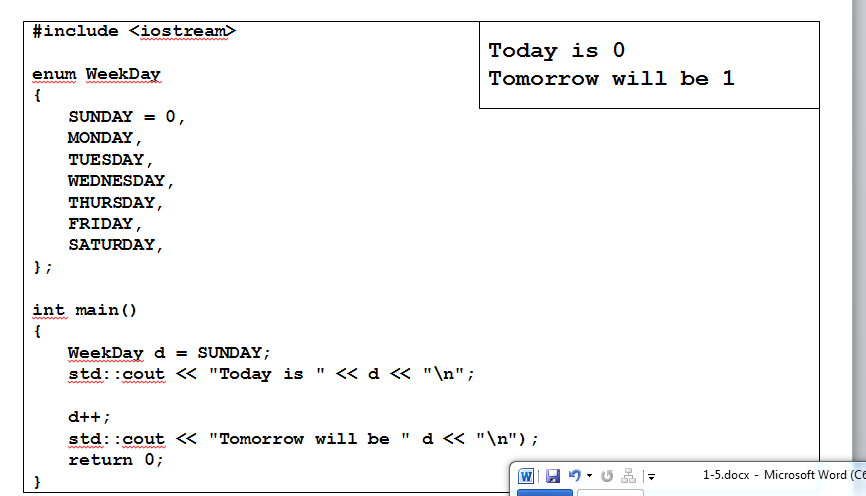 #include <iostream>
Today is 0
Tomorrow will be 1
enum WeekDay
{
SUNDAY = 0,
MONDAY,
TUESDAY,
WEDNESDAY,
THURSDAY,
FRIDAY,
SATURDAY,
};
int main()
{
WeekDay d = SUNDAY;
std::cout << "Today is " << d << "\n";
d++;
std::cout << "Tomorrow will be " d << "\n");
return 0;
}
1-5.docx - Microsoft Word (C6